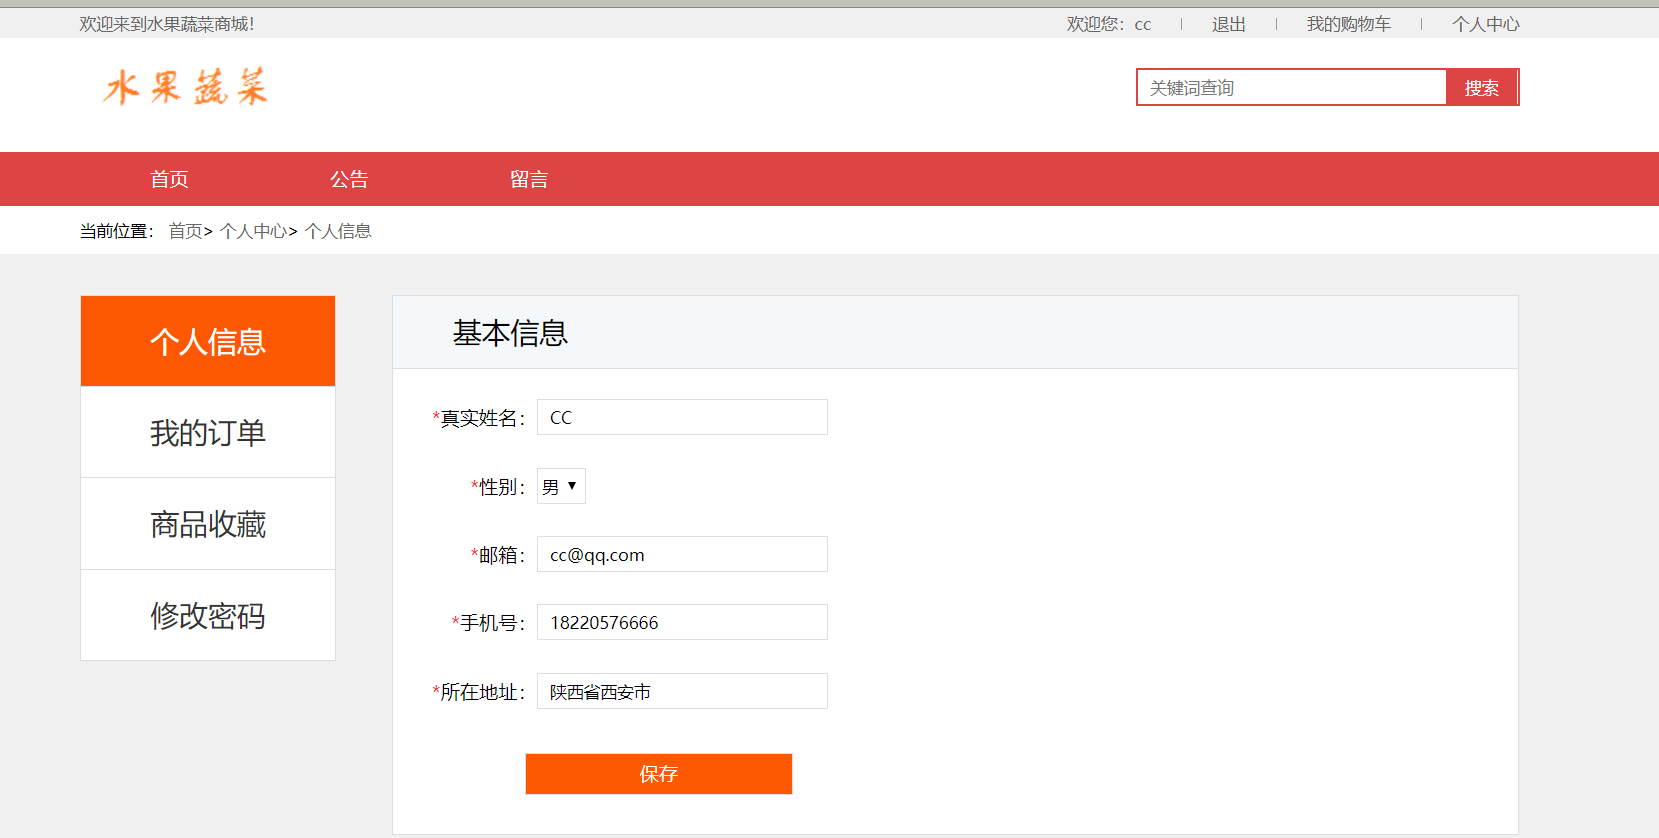 欢迎来到水果蔬菜商城!
欢迎您：cc | 退出 | 我的购物车 | 个人中心
水果蔬菜
关键词查询 搜索
首页 公告 留言
当前位置： 首页> 个人中心> 个人信息
个人信息
我的订单
商品收藏
修改密码
基本信息
*真实姓名： CC
*性别： 男 ▼
*邮箱： cc@qq.com
*手机号： 18220576666
*所在地址： 陕西省西安市
保存